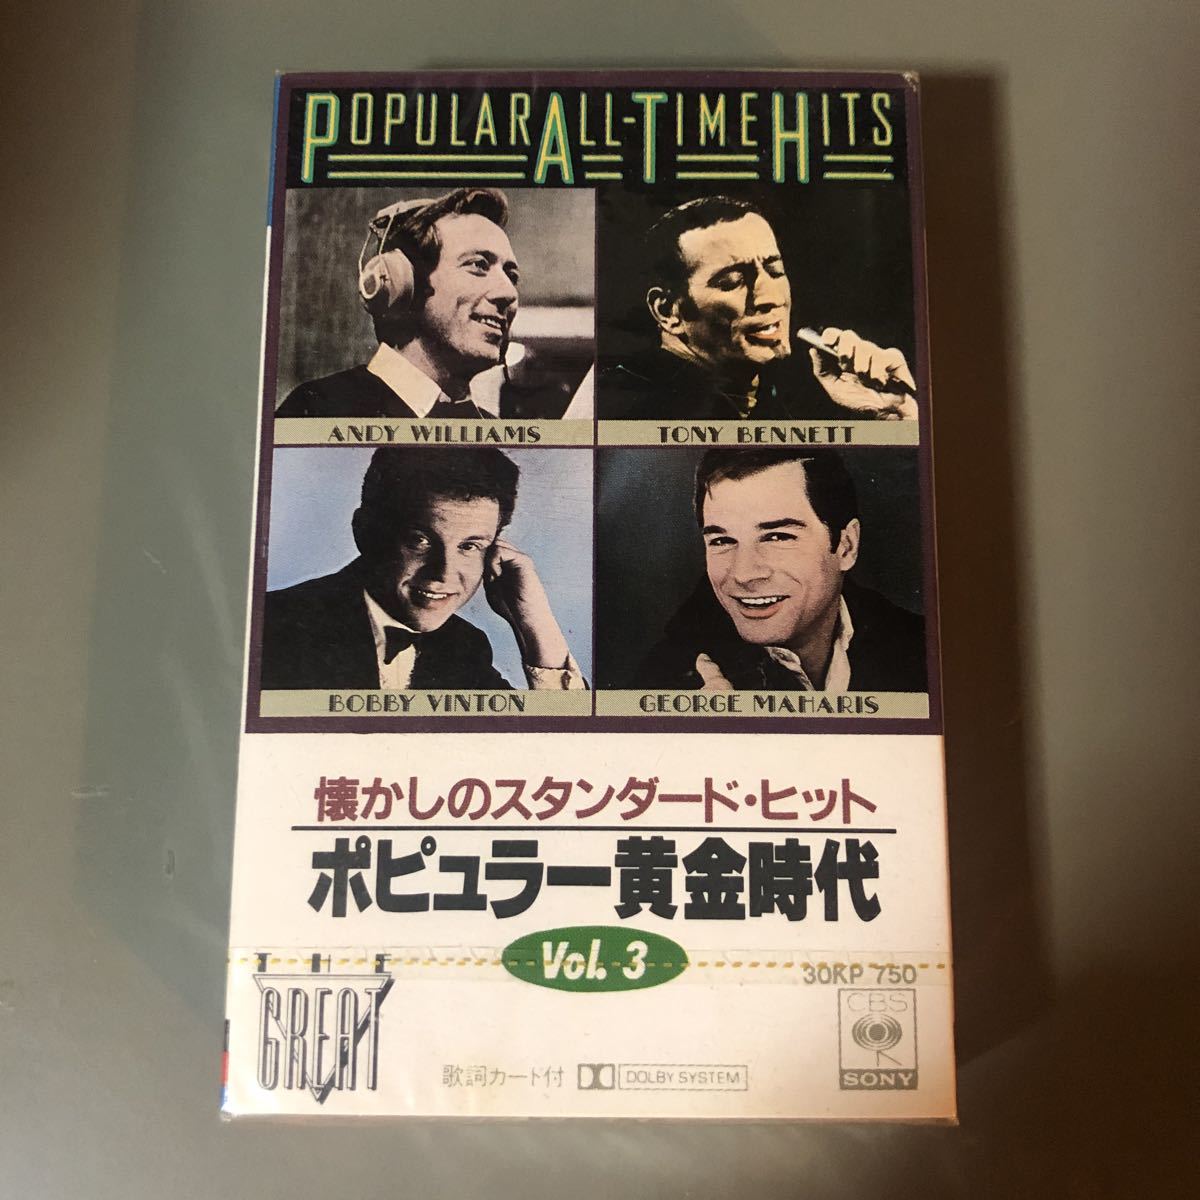 POPULAR ALL-TIME HITS
ANDY WILLIAMS
TONY BENNETT
BOBBY VINTON
GEORGE MAHARIS
懐かしのスタンダード・ヒット
ポピュラー黄金時代
Vol. 3
THE GREAT
30KP 750
CBS
SONY
歌詞カード付
DOLBY SYSTEM